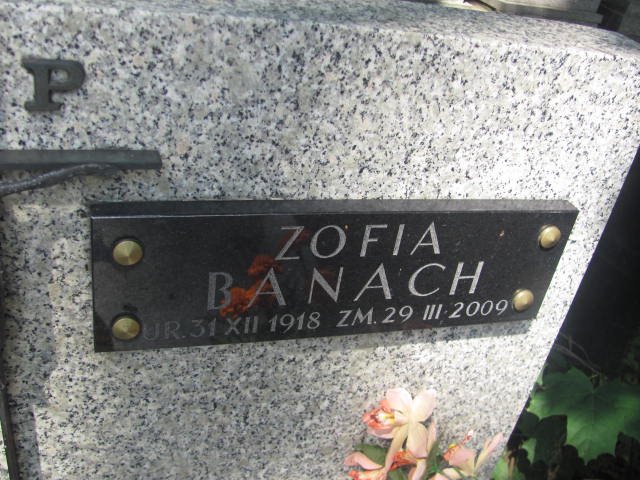 P
ZOFIA
BANACH
UR. 31 XII 1918 ZM. 29 III 2009